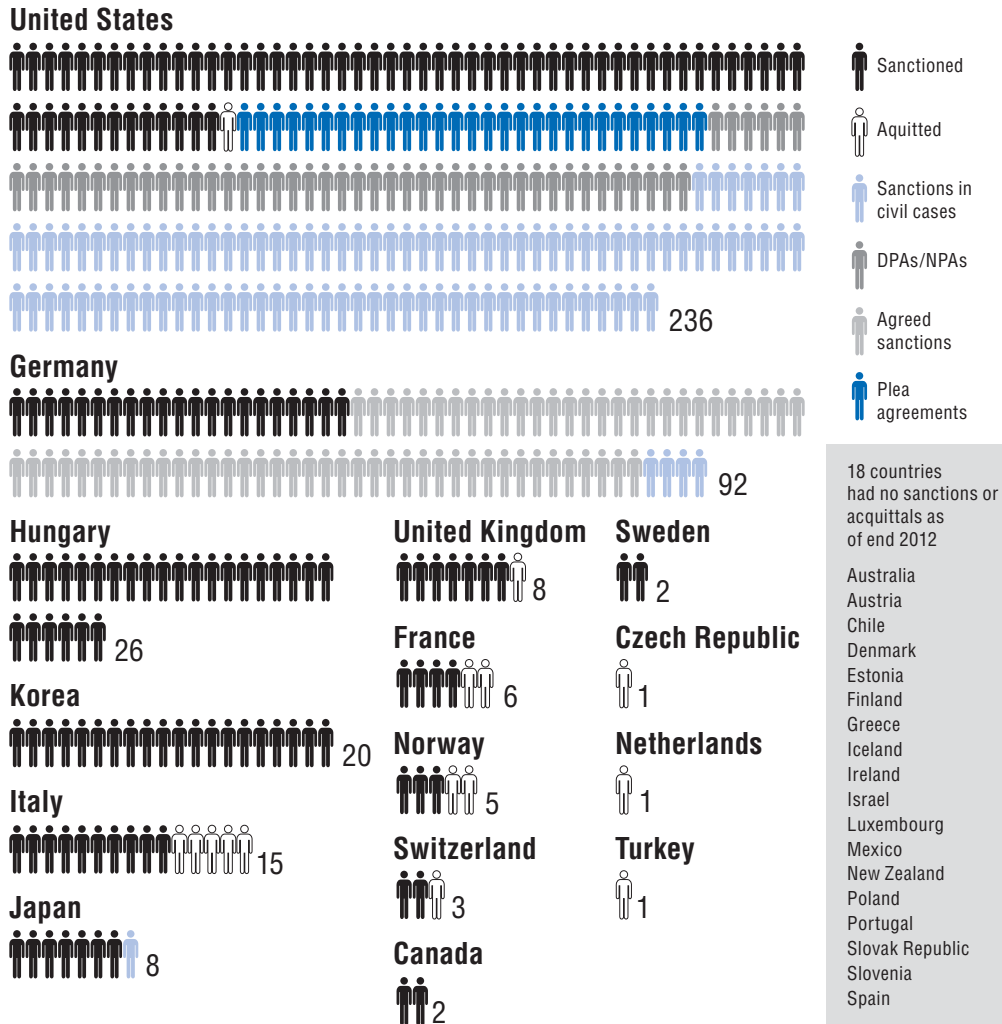 United States
236
Germany
92
Hungary
26
Korea
20
Italy
15
Japan
8
United Kingdom
8
France
6
Norway
5
Switzerland
3
Canada
2
Sweden
2
Czech Republic
1
Netherlands
1
Turkey
1
Sanctioned
Aquitted
Sanctions in
civil cases
DPAs/NPAs
Agreed
sanctions
Plea
agreements
18 countries
had no sanctions or
acquittals as
of end 2012
Australia
Austria
Chile
Denmark
Estonia
Finland
Greece
Iceland
Ireland
Israel
Luxembourg
Mexico
New Zealand
Poland
Portugal
Slovak Republic
Slovenia
Spain